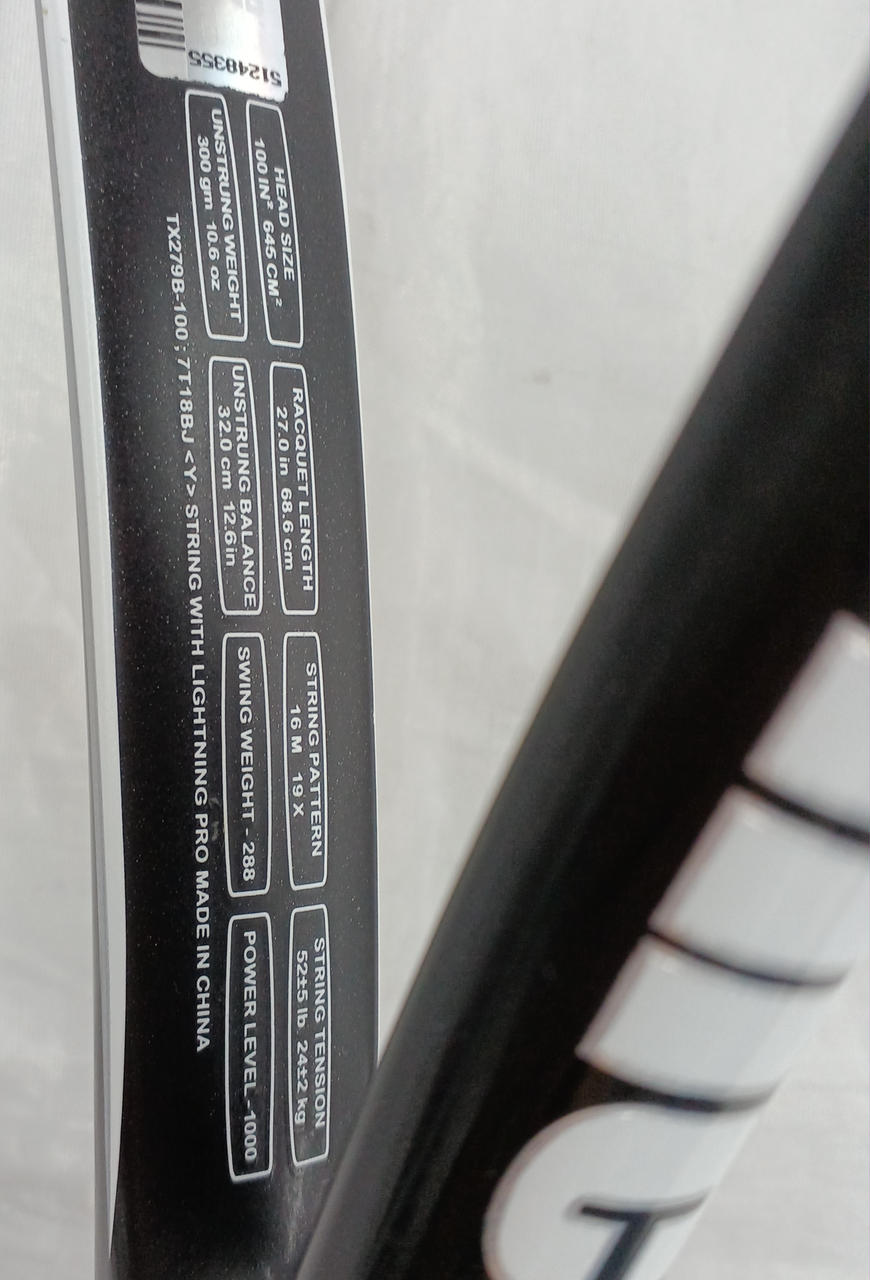 51248355
HEAD SIZE
100 IN² 645 CM²
RACQUET LENGTH
27.0 in 68.6 cm
STRING PATTERN
16 M 19 X
STRING TENSION
52±5 lb 24±2 kg
UNSTRUNG WEIGHT
300 gm 10.6 oz
UNSTRUNG BALANCE
32.0 cm 12.6 in
SWING WEIGHT - 288
POWER LEVEL - 1000
TX279B-100 ; 7T18BJ <Y> STRING WITH LIGHTNING PRO MADE IN CHINA